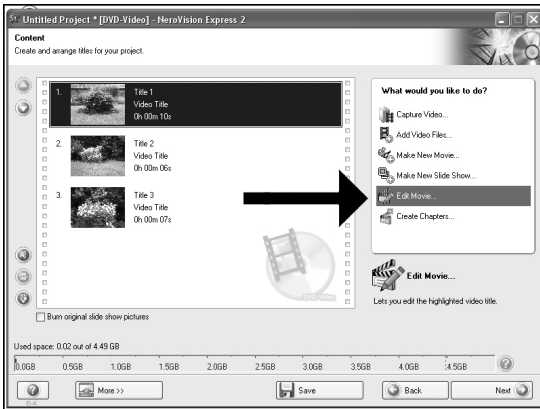 Untitled Project * [DVD-Video] - NeroVision Express 2
Content
Create and arrange titles for your project.
1. Title 1
Video Title
0h 00m 10s
2. Title 2
Video Title
0h 00m 06s
3. Title 3
Video Title
0h 00m 07s
DVD-Video
Burn original slide show pictures
What would you like to do?
Capture Video...
Add Video Files...
Make New Movie...
Make New Slide Show...
Edit Movie...
Create Chapters...
Edit Movie...
Lets you edit the highlighted video title.
Used space: 0.02 out of 4.49 GB
0.0GB 0.5GB 1.0GB 1.5GB 2.0GB 2.5GB 3.0GB 3.5GB 4.0GB 4.5GB
More >> Save Back Next